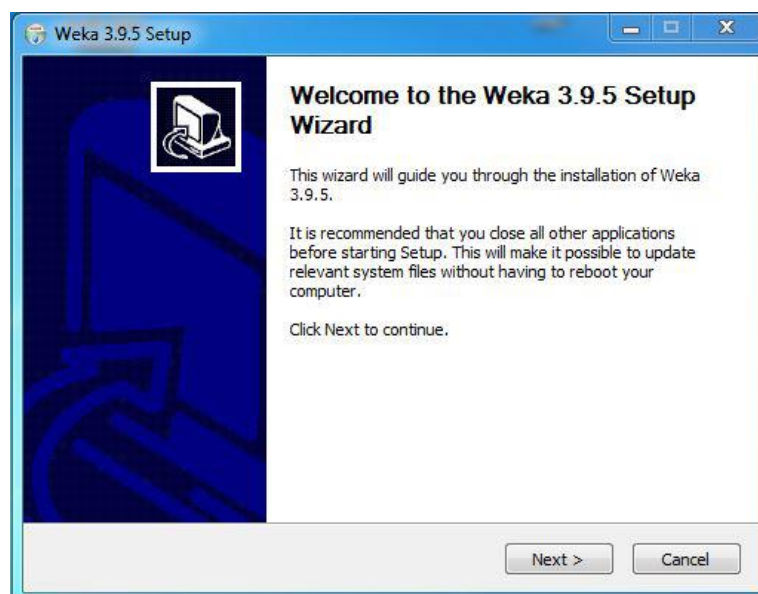 Weka 3.9.5 Setup
Welcome to the Weka 3.9.5 Setup
Wizard
This wizard will guide you through the installation of Weka
3.9.5.
It is recommended that you close all other applications
before starting Setup. This will make it possible to update
relevant system files without having to reboot your
computer.
Click Next to continue.
Next >
Cancel